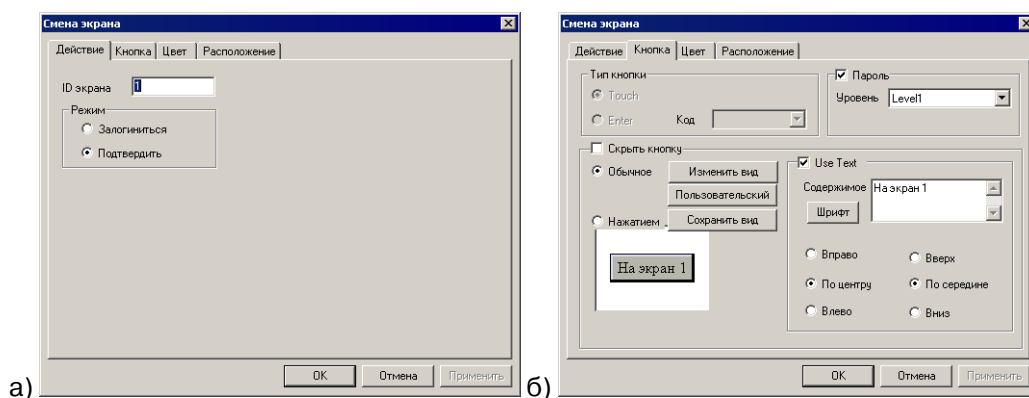 Смена экрана
Действие Кнопка Цвет Расположение
ID экрана 1
Режим
Залогиниться
Подтвердить
OK Отмена Применить
а)
Смена экрана
Действие Кнопка Цвет Расположение
Тип кнопки
Touch
Enter Код
Пароль
Уровень Level1
Скрыть кнопку
Обычное Изменить вид
Пользовательский
Нажатием Сохранить вид
На экран 1
Use Text
Содержимое На экран 1
Шрифт
Вправо Вверх
По центру По середине
Влево Вниз
OK Отмена Применить
б)